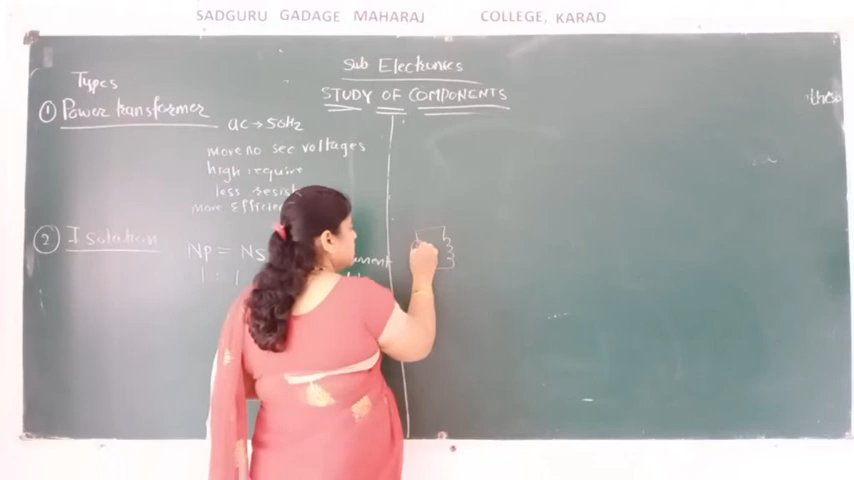 SADGURU GADAGE MAHARAJ COLLEGE, KARAD
Sub Electronics
STUDY OF COMPONENTS
Types
① Power transformer
ac → 50Hz
more no sec voltages
high require
less resist
more Efficien
② Isolation
Np = Ns
1 : 1